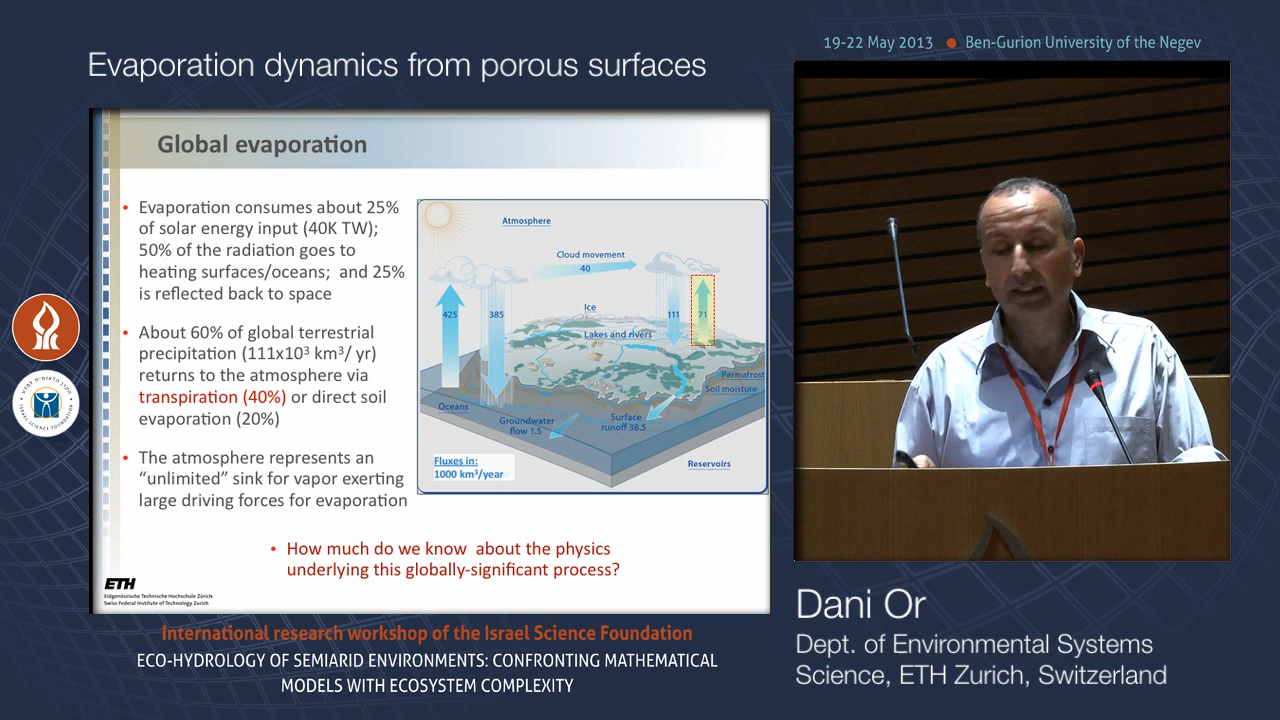 19-22 May 2013 ● Ben-Gurion University of the Negev
Evaporation dynamics from porous surfaces
Global evaporation
• Evaporation consumes about 25%
of solar energy input (40K TW);
50% of the radiation goes to
heating surfaces/oceans; and 25%
is reflected back to space
• About 60% of global terrestrial
precipitation (111x10³ km³/ yr)
returns to the atmosphere via
transpiration (40%) or direct soil
evaporation (20%)
• The atmosphere represents an
“unlimited” sink for vapor exerting
large driving forces for evaporation
Atmosphere
Cloud movement
40
Ice
425
385
111
71
Lakes and rivers
Permafrost
Soil moisture
Oceans
Groundwater
flow 1.5
Surface
runoff 38.5
Reservoirs
Fluxes in:
1000 km³/year
• How much do we know about the physics
underlying this globally-significant process?
ETH
Eidgenössische Technische Hochschule Zürich
Swiss Federal Institute of Technology Zurich
Dani Or
Dept. of Environmental Systems
Science, ETH Zurich, Switzerland
International research workshop of the Israel Science Foundation
ECO-HYDROLOGY OF SEMIARID ENVIRONMENTS: CONFRONTING MATHEMATICAL
MODELS WITH ECOSYSTEM COMPLEXITY